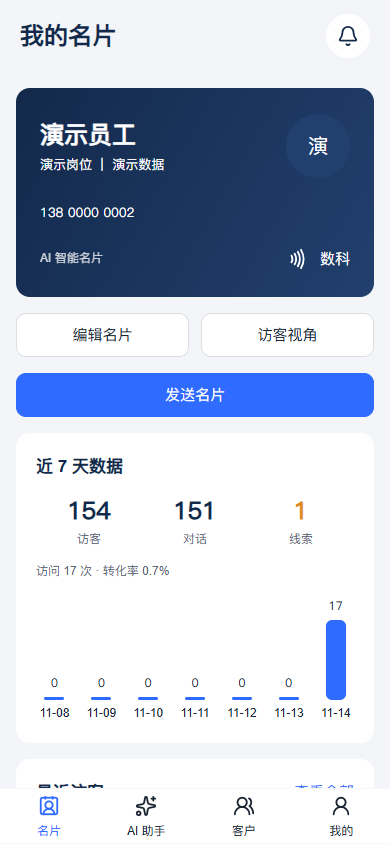 我的名片
演示员工
演
演示岗位 | 演示数据
138 0000 0002
AI 智能名片
数科
编辑名片
访客视角
发送名片
近 7 天数据
154
151
1
访客
对话
线索
访问 17 次 · 转化率 0.7%
17
0 0 0 0 0 0
11-08 11-09 11-10 11-11 11-12 11-13 11-14
名片
AI 助手
客户
我的